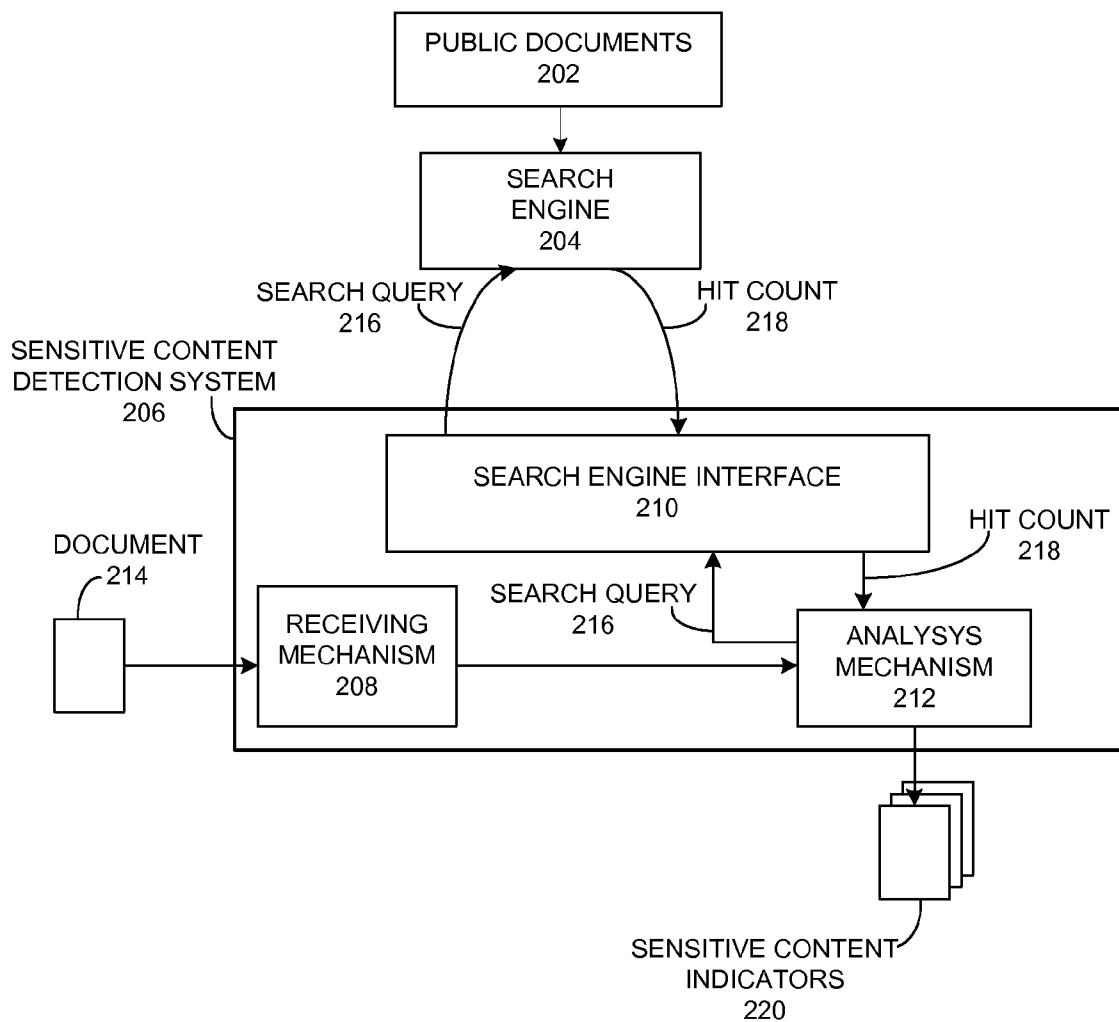 PUBLIC DOCUMENTS
202
SEARCH
ENGINE
204
SEARCH QUERY
216
HIT COUNT
218
SENSITIVE CONTENT
DETECTION SYSTEM
206
SEARCH ENGINE INTERFACE
210
HIT COUNT
218
DOCUMENT
214
SEARCH QUERY
216
RECEIVING
MECHANISM
208
ANALYSYS
MECHANISM
212
SENSITIVE CONTENT
INDICATORS
220